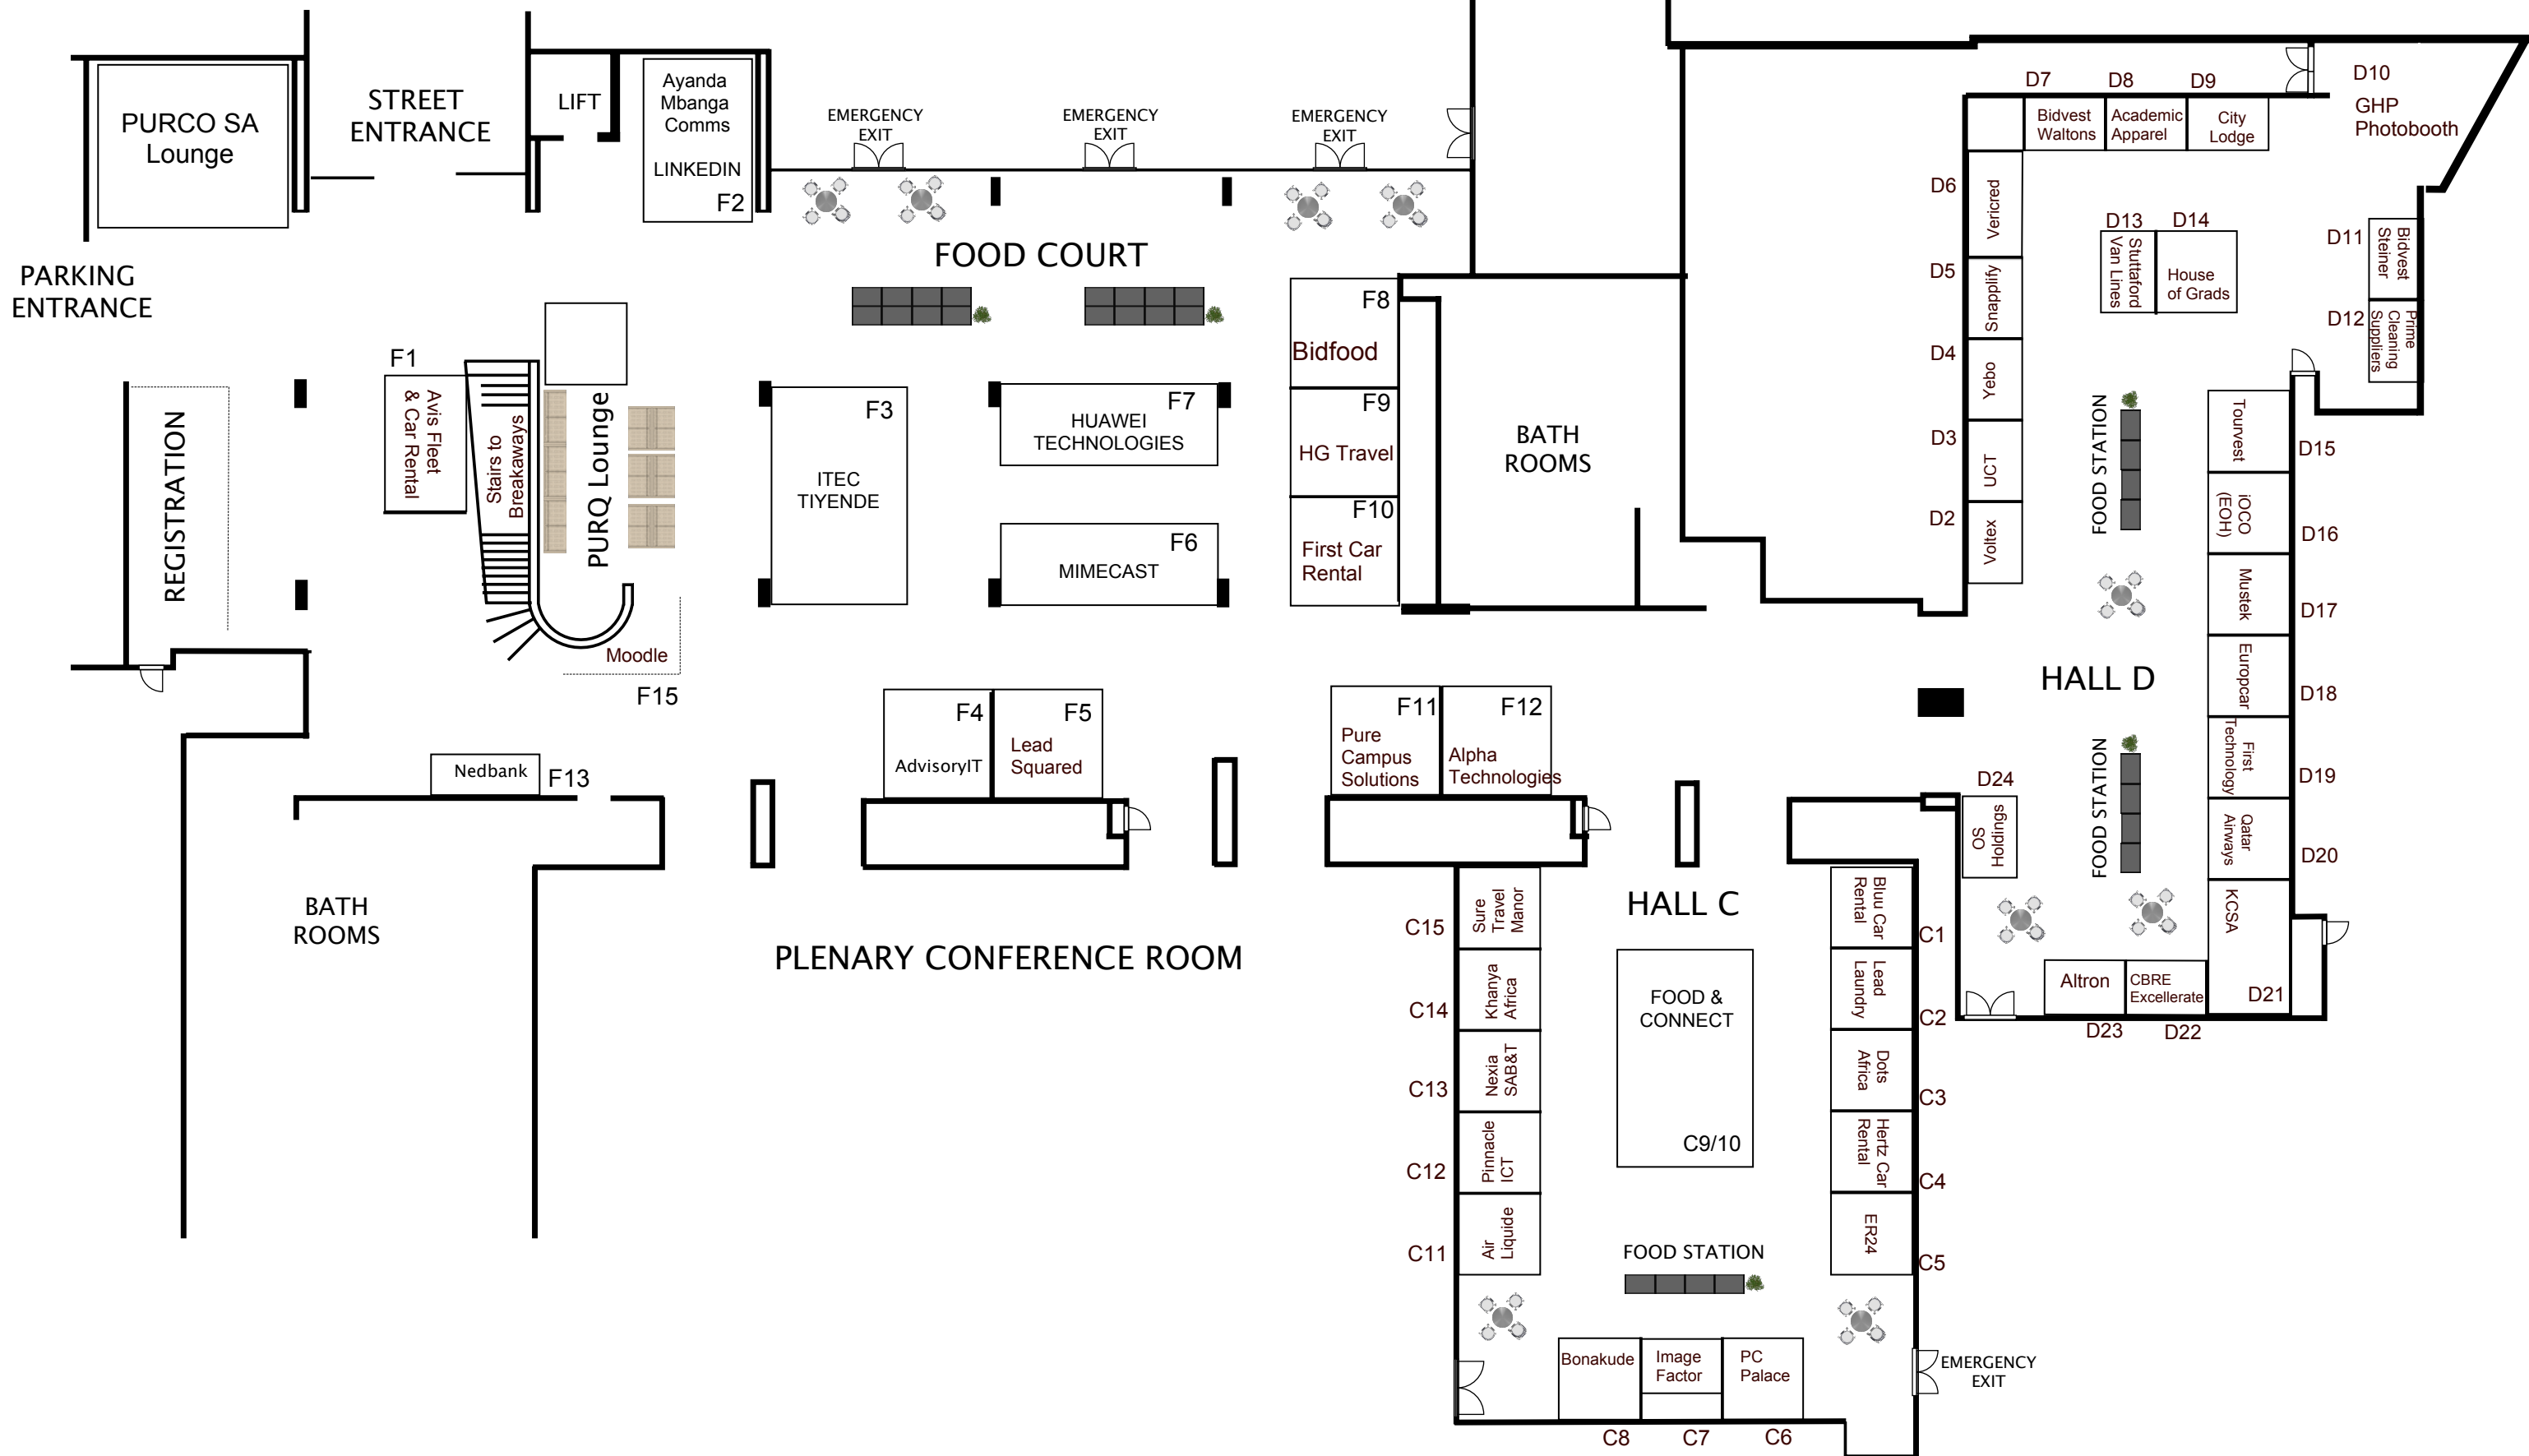 PURCO SA
Lounge
STREET
ENTRANCE
LIFT
Ayanda
Mbanga
Comms
LINKEDIN
F2
EMERGENCY
EXIT
EMERGENCY
EXIT
EMERGENCY
EXIT
FOOD COURT
PARKING
ENTRANCE
REGISTRATION
F1
Avis Fleet
& Car Rental
Stairs to
Breakaways
PURQ Lounge
Moodle
F15
F3
ITEC
TIYENDE
F7
HUAWEI
TECHNOLOGIES
F6
MIMECAST
F8
Bidfood
F9
HG Travel
F10
First Car
Rental
BATH
ROOMS
Nedbank
F13
F4
AdvisoryIT
F5
Lead
Squared
F11
Pure
Campus
Solutions
F12
Alpha
Technologies
BATH
ROOMS
PLENARY CONFERENCE ROOM
HALL C
C15
Sure
Travel
Manor
C14
Khanya
Africa
C13
Nexia
SAB&T
C12
Pinnacle
ICT
C11
Air
Liquide
FOOD &
CONNECT
C9/10
Bluu Car
Rental
C1
Lead
Laundry
C2
Dots
Africa
C3
Hertz Car
Rental
C4
ER24
C5
FOOD STATION
Bonakude
Image
Factor
PC
Palace
C8
C7
C6
EMERGENCY
EXIT
D7
D8
D9
D10
Bidvest
Waltons
Academic
Apparel
City
Lodge
GHP
Photobooth
D6
Vericred
D5
Snapplify
D4
Yebo
D3
UCT
D2
Voltex
D13
D14
Stuttaford
Van Lines
House
of Grads
D11
Bidvest
Steiner
D12
Prime
Cleaning
Suppliers
FOOD STATION
Tourvest
D15
iOCO
(EOH)
D16
Mustek
D17
HALL D
Europcar
D18
First
Technology
D19
FOOD STATION
Qatar
Airways
D20
KCSA
D21
D24
SO
Holdings
Altron
CBRE
Excellerate
D23
D22